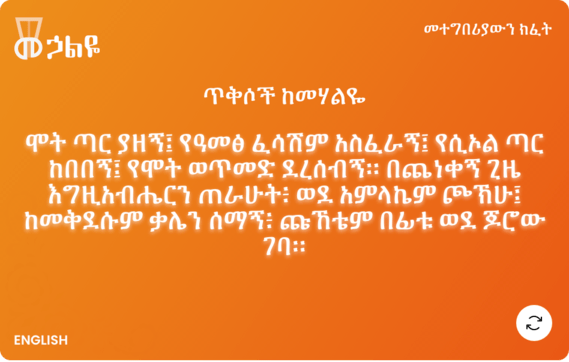 መኃልዬ
መተግበሪያውን ክፈት
ጥቅሶች ከመሃልዬ
ሞት ጣር ያዘኝ፤ የዓመፅ ፈሳሽም አስፈራኝ፤ የሲኦል ጣር
ከበበኝ፤ የሞት ወጥመድ ደረሰብኝ። በጨነቀኝ ጊዜ
እግዚአብሔርን ጠራሁት፥ ወደ አምላኬም ጮኽሁ፤
ከመቅደሱም ቃሌን ሰማኝ፥ ጩኸቴም በፊቱ ወደ ጆሮው
ገባ።
ENGLISH